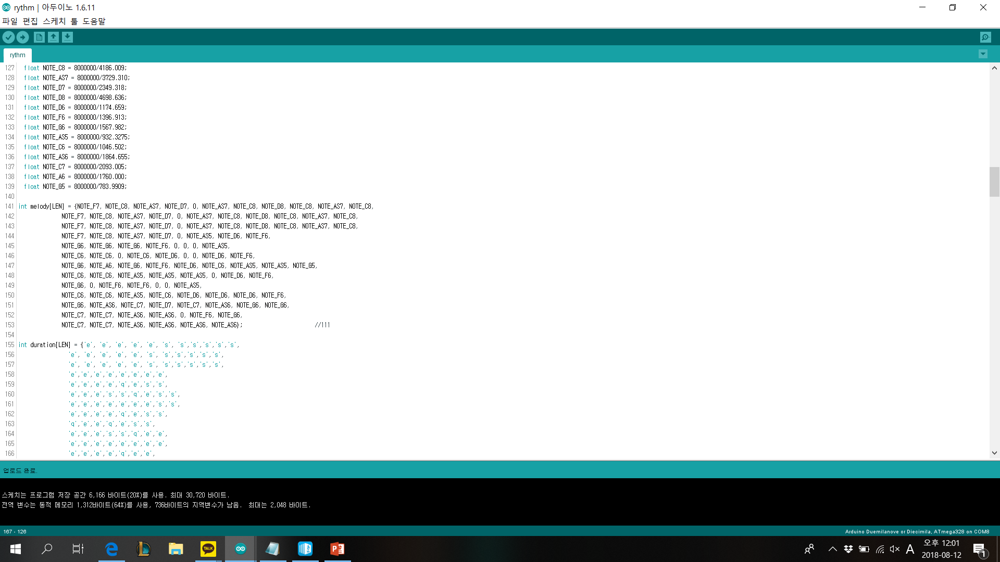 rythm | 아두이노 1.6.11
파일 편집 스케치 툴 도움말
rythm
127 float NOTE_C8 = 8000000/4186.009;
128 float NOTE_AS7 = 8000000/3729.310;
129 float NOTE_D7 = 8000000/2349.318;
130 float NOTE_D8 = 8000000/4698.636;
131 float NOTE_D6 = 8000000/1174.659;
132 float NOTE_F6 = 8000000/1396.913;
133 float NOTE_G6 = 8000000/1567.982;
134 float NOTE_AS5 = 8000000/932.3275;
135 float NOTE_C6 = 8000000/1046.502;
136 float NOTE_AS6 = 8000000/1864.655;
137 float NOTE_C7 = 8000000/2093.005;
138 float NOTE_A6 = 8000000/1760.000;
139 float NOTE_G5 = 8000000/783.9909;
140
141 int melody[LEN] = {NOTE_F7, NOTE_C8, NOTE_AS7, NOTE_D7, 0, NOTE_AS7, NOTE_C8, NOTE_D8, NOTE_C8, NOTE_AS7, NOTE_C8,
142 NOTE_F7, NOTE_C8, NOTE_AS7, NOTE_D7, 0, NOTE_AS7, NOTE_C8, NOTE_D8, NOTE_C8, NOTE_AS7, NOTE_C8,
143 NOTE_F7, NOTE_C8, NOTE_AS7, NOTE_D7, 0, NOTE_AS7, NOTE_C8, NOTE_D8, NOTE_C8, NOTE_AS7, NOTE_C8,
144 NOTE_F7, NOTE_C8, NOTE_AS7, NOTE_D7, 0, NOTE_AS5, NOTE_D6, NOTE_F6,
145 NOTE_G6, NOTE_G6, NOTE_G6, NOTE_F6, 0, 0, 0, NOTE_AS5,
146 NOTE_C6, NOTE_C6, 0, NOTE_C6, NOTE_D6, 0, 0, NOTE_D6, NOTE_F6,
147 NOTE_G6, NOTE_A6, NOTE_G6, NOTE_F6, NOTE_D6, NOTE_C6, NOTE_AS5, NOTE_AS5, NOTE_G5,
148 NOTE_C6, NOTE_C6, NOTE_AS5, NOTE_AS5, NOTE_AS5, 0, NOTE_D6, NOTE_F6,
149 NOTE_G6, 0, NOTE_F6, NOTE_F6, 0, 0, NOTE_AS5,
150 NOTE_C6, NOTE_C6, NOTE_AS5, NOTE_C6, NOTE_D6, NOTE_D6, NOTE_D6, NOTE_F6,
151 NOTE_G6, NOTE_AS6, NOTE_C7, NOTE_D7, NOTE_C7, NOTE_AS6, NOTE_G6, NOTE_G6,
152 NOTE_C7, NOTE_C7, NOTE_AS6, NOTE_AS6, 0, NOTE_F6, NOTE_G6,
153 NOTE_C7, NOTE_C7, NOTE_AS6, NOTE_AS6, NOTE_AS6, NOTE_AS6}; //111
154
155 int duration[LEN] = {'e', 'e', 'e', 'e', 'e', 's', 's','s','s','s','s',
156 'e', 'e', 'e', 'e', 'e', 's', 's','s','s','s','s',
157 'e', 'e', 'e', 'e', 'e', 's', 's','s','s','s','s',
158 'e','e','e','e','e','e','e','e',
159 'e','e','e','e','q','e','s','s',
160 'e','e','e','s','s','q','e','s','s',
161 'e','e','e','e','e','e','e','s','s',
162 'e','e','e','e','q','e','s','s',
163 'q','e','e','q','e','s','s',
164 'e','e','e','s','s','q','e','e',
165 'e','e','e','e','e','e','e','e',
166 'e','e','e','e','q','e','e',
업로드 완료.
스케치는 프로그램 저장 공간 6,166 바이트(20%)를 사용. 최대 30,720 바이트.
전역 변수는 동적 메모리 1,312바이트(64%)를 사용, 736바이트의 지역변수가 남음.  최대는 2,048 바이트.
167 - 126
Arduino Duemilanove or Diecimila, ATmega328 on COM8
TALK
A
오후 12:01
2018-08-12
1